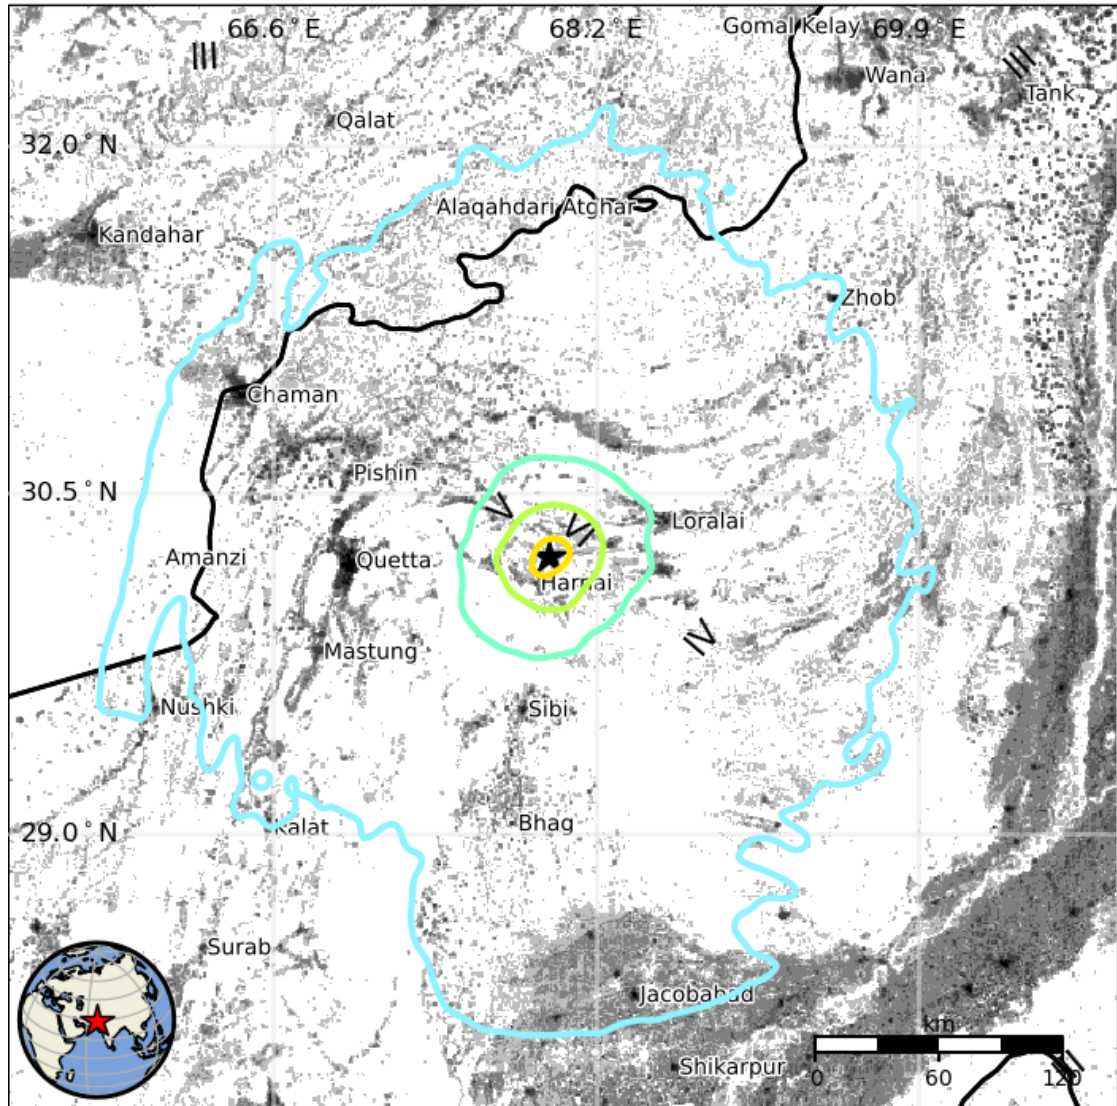 66.6°E
68.2°E
Gomal Kelay
69.9°E
III
III
Wana
Tank
Qalat
32.0°N
`Alaqahdari Atghar
Kandahar
Zhob
Chaman
Pishin
30.5°N
V
VI
Loralai
Amanzi
Quetta
Harnai
IV
Mastung
Nushki
Sibi
Kalat
Bhag
29.0°N
Surab
Jacobabad
km
Shikarpur
0
60
120